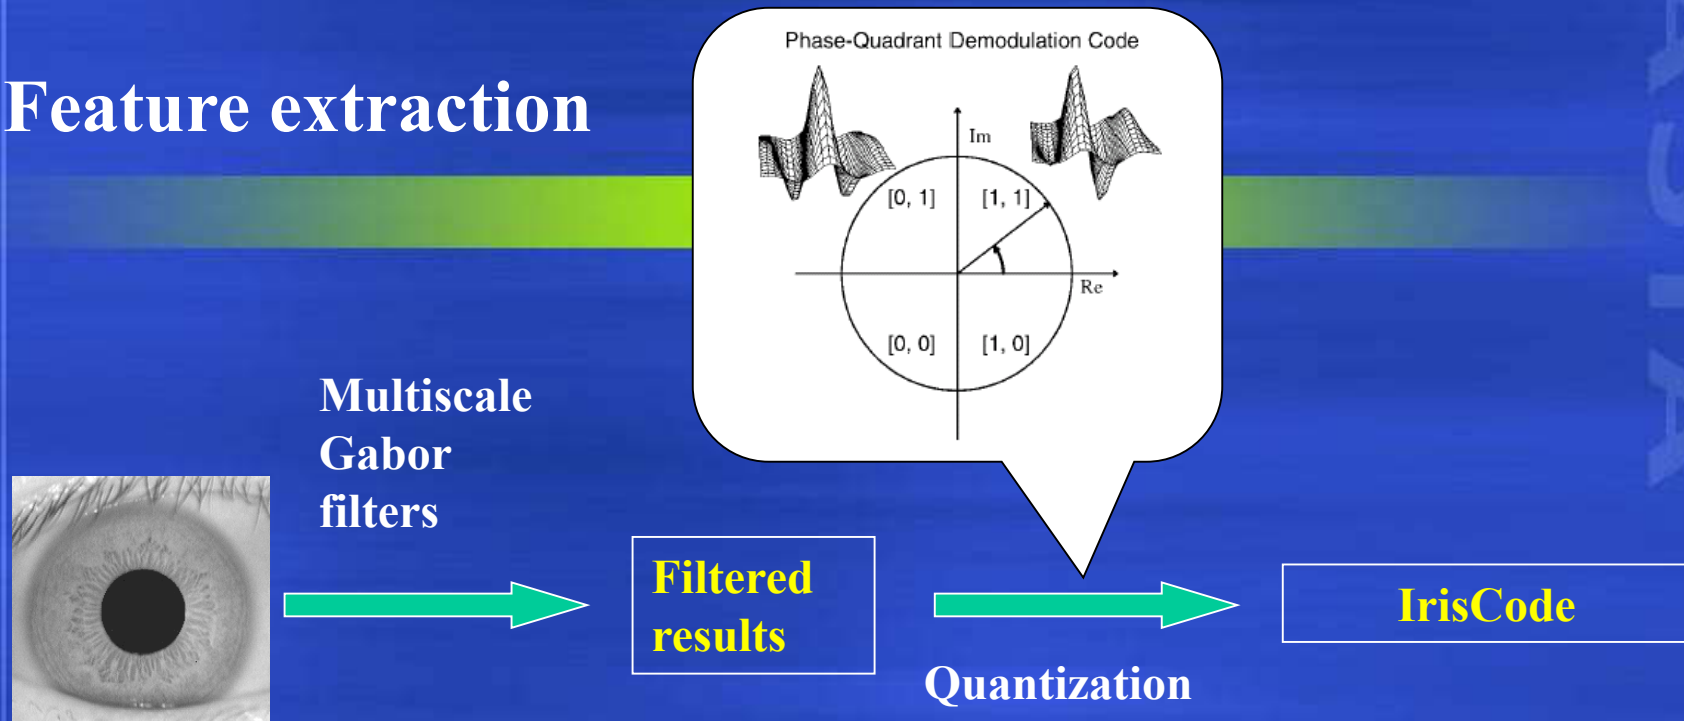 Feature extraction
Phase-Quadrant Demodulation Code
Im
[0, 1] [1, 1]
Re
[0, 0] [1, 0]
Multiscale
Gabor
filters
Filtered
results
Quantization
IrisCode